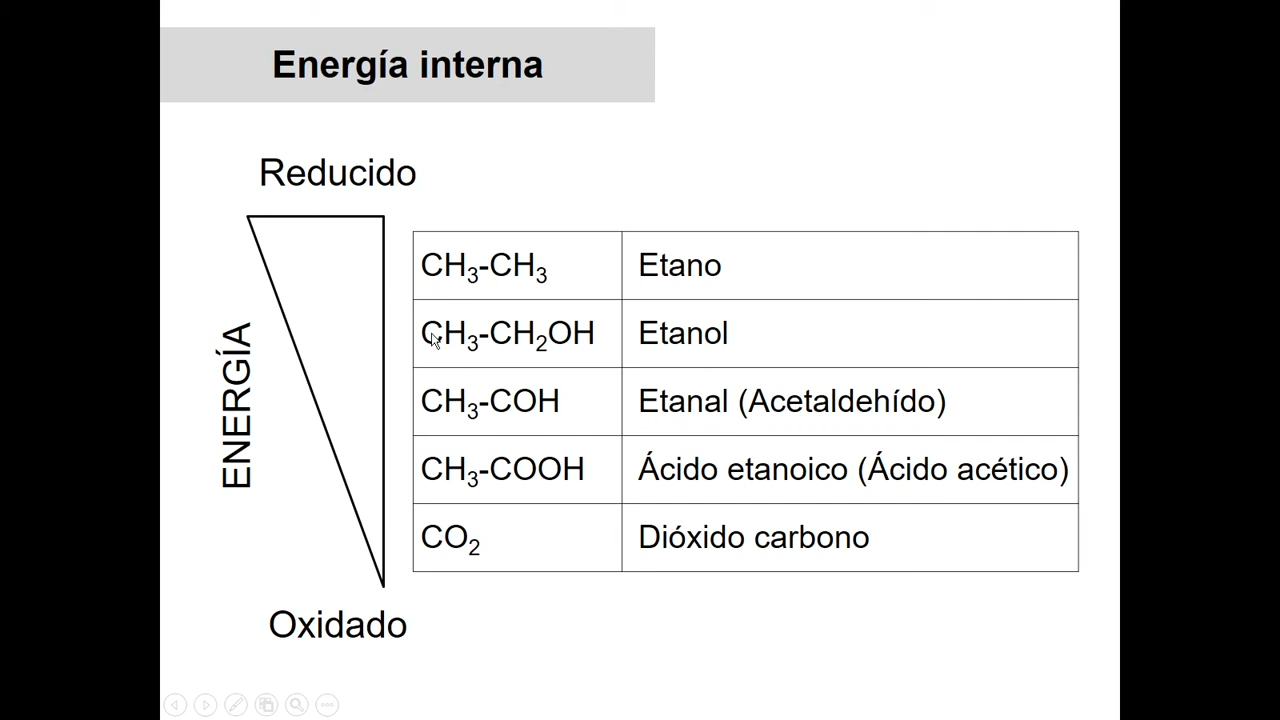 Energía interna
Reducido
ENERGÍA
CH₃-CH₃ Etano
CH₃-CH₂OH Etanol
CH₃-COH Etanal (Acetaldehído)
CH₃-COOH Ácido etanoico (Ácido acético)
CO₂ Dióxido carbono
Oxidado